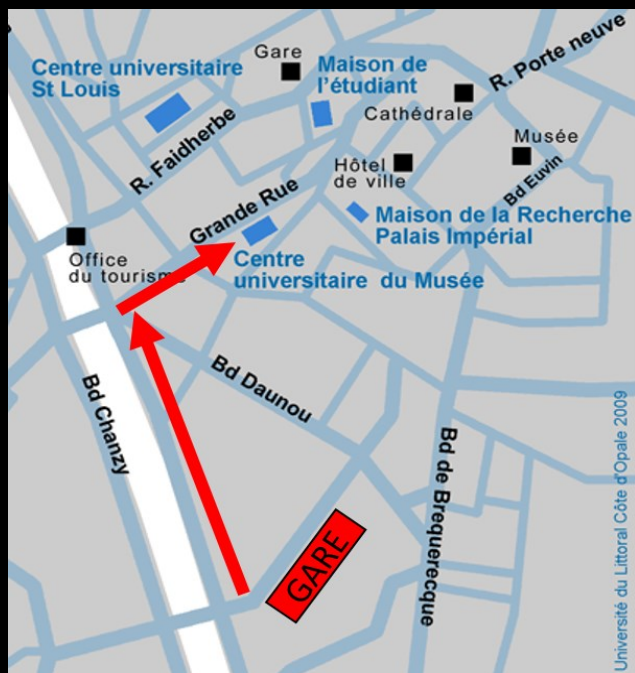 Gare
Centre universitaire
St Louis
Maison de
l'étudiant
R. Porte neuve
Cathédrale
R. Faidherbe
Musée
Hôtel
de ville
Bd Euvin
Grande Rue
Maison de la Recherche
Palais Impérial
Office
du tourisme
Centre
universitaire du Musée
Bd Daunou
Bd Chanzy
Bd de Brequerecque
GARE
Université du Littoral Côte d'Opale 2009